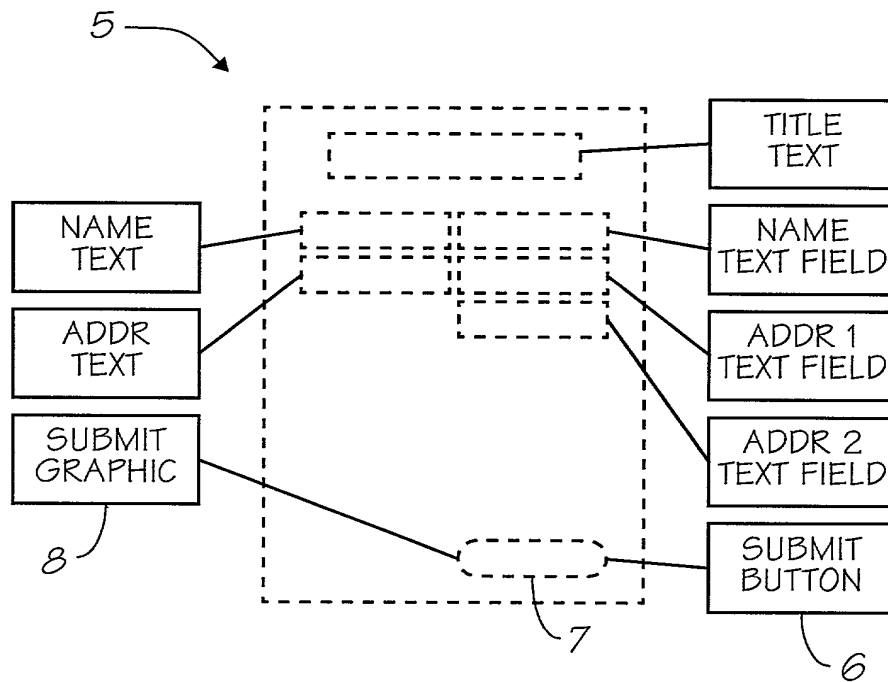 5
TITLE
TEXT
NAME
TEXT
NAME
TEXT FIELD
ADDR
TEXT
ADDR 1
TEXT FIELD
SUBMIT
GRAPHIC
ADDR 2
TEXT FIELD
8
SUBMIT
BUTTON
7
6